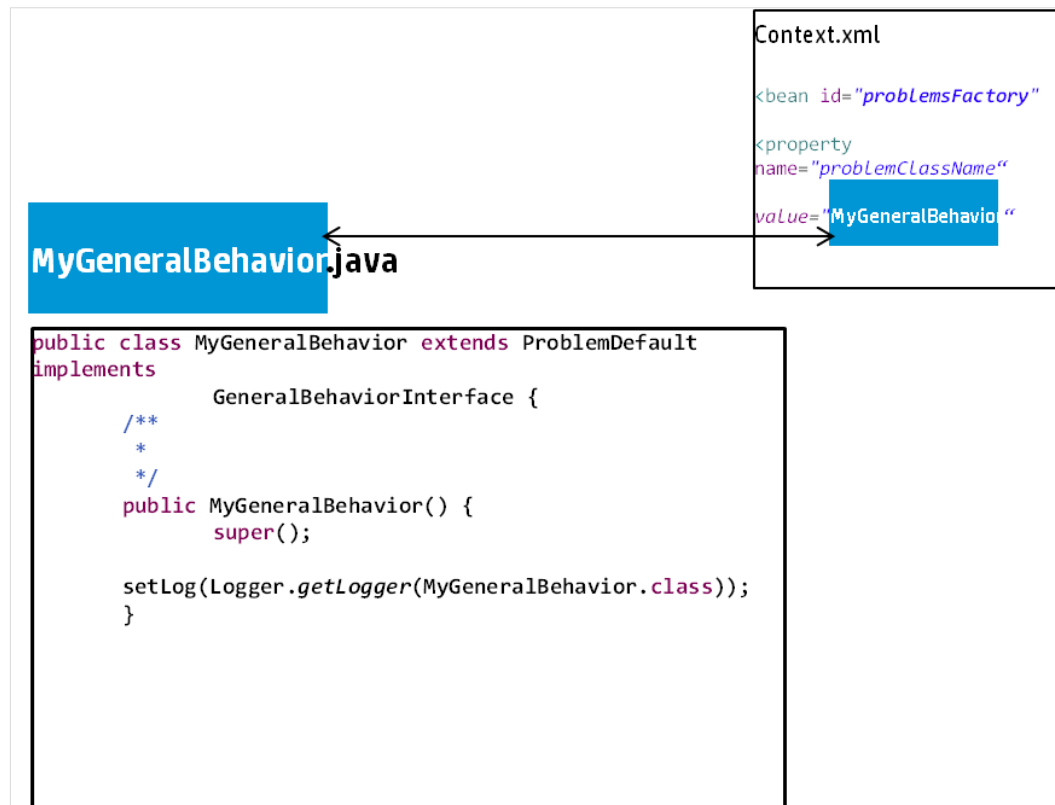 Context.xml
<bean id="problemsFactory"
<property
name="problemClassName“
value="MyGeneralBehavior“
MyGeneralBehavior.java
public class MyGeneralBehavior extends ProblemDefault
implements
GeneralBehaviorInterface {
/**
*
*/
public MyGeneralBehavior() {
super();
setLog(Logger.getLogger(MyGeneralBehavior.class));
}